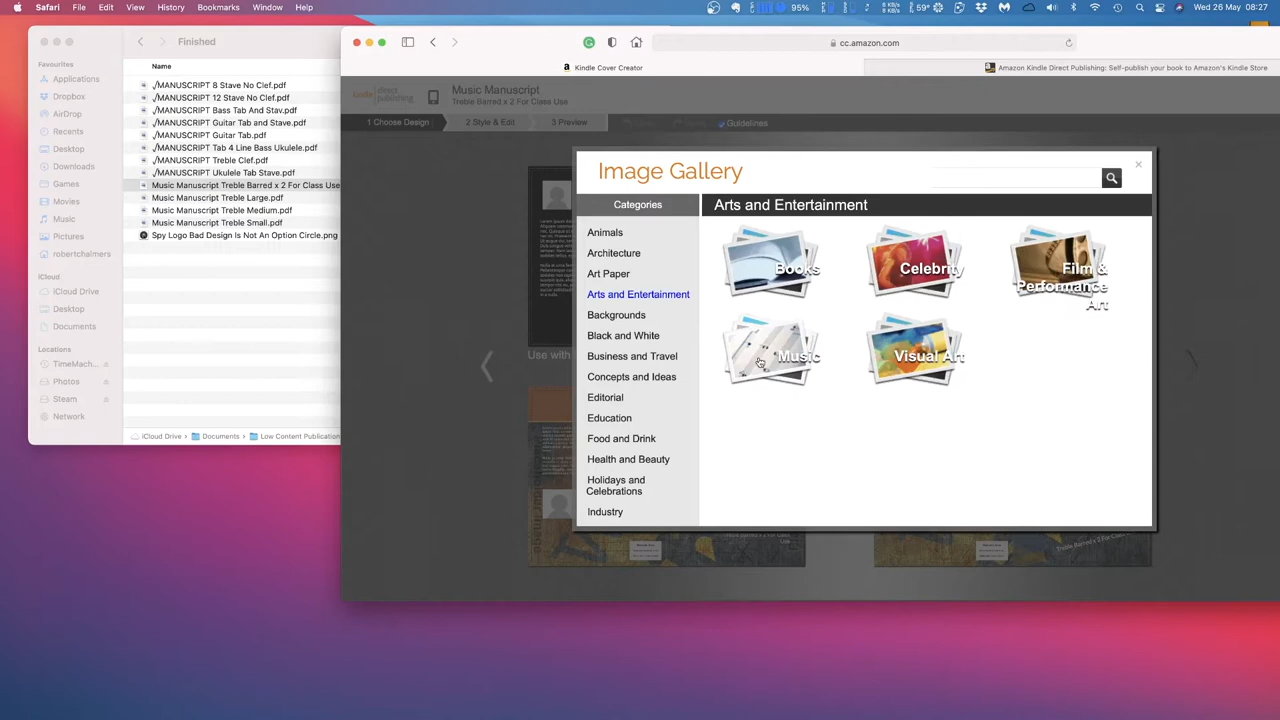 Safari File Edit View History Bookmarks Window Help
95%
Wed 26 May 08:27
Finished
Favourites
Applications
Dropbox
AirDrop
Recents
Desktop
Downloads
Games
Movies
Music
Pictures
robertchalmers
iCloud
iCloud Drive
Desktop
Documents
Locations
TimeMach...
Photos
Steam
Network
Name
√MANUSCRIPT 8 Stave No Clef.pdf
√MANUSCRIPT 12 Stave No Clef.pdf
√MANUSCRIPT Bass Tab And Stav.pdf
√MANUSCRIPT Guitar Tab and Stave.pdf
√MANUSCRIPT Guitar Tab.pdf
√MANUSCRIPT Tab 4 Line Bass Ukulele.pdf
√MANUSCRIPT Treble Clef.pdf
√MANUSCRIPT Ukulele Tab Stave.pdf
Music Manuscript Treble Barred x 2 For Class Use
Music Manuscript Treble Large.pdf
Music Manuscript Treble Medium.pdf
Music Manuscript Treble Small.pdf
Spy Logo Bad Design Is Not An Option Circle.png
iCloud Drive › Documents › Low Content Publication
cc.amazon.com
Kindle Cover Creator
Amazon Kindle Direct Publishing: Self-publish your book to Amazon's Kindle Store
kindle direct publishing
Music Manuscript
Treble Barred x 2 For Class Use
1 Choose Design
2 Style & Edit
3 Preview
Guidelines
Use with
Image Gallery
×
Categories
Animals
Architecture
Art Paper
Arts and Entertainment
Backgrounds
Black and White
Business and Travel
Concepts and Ideas
Editorial
Education
Food and Drink
Health and Beauty
Holidays and
Celebrations
Industry
Arts and Entertainment
Books
Celebrity
Film &
Performance
Art
Music
Visual Art